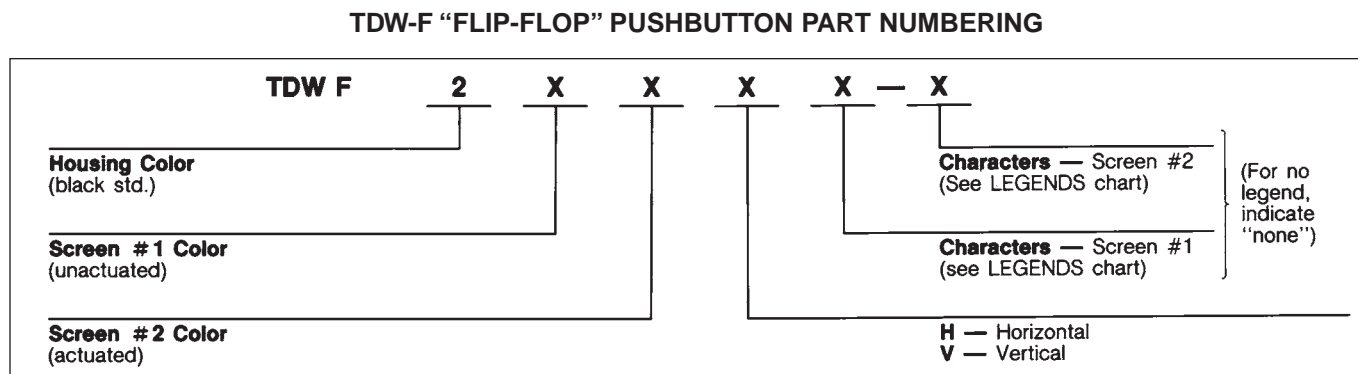 TDW-F “FLIP-FLOP” PUSHBUTTON PART NUMBERING
TDW F 2 X X X X — X
Housing Color
(black std.)
Screen #1 Color
(unactuated)
Screen #2 Color
(actuated)
Characters — Screen #2
(See LEGENDS chart)
Characters — Screen #1
(see LEGENDS chart)
(For no
legend,
indicate
“none”)
H — Horizontal
V — Vertical